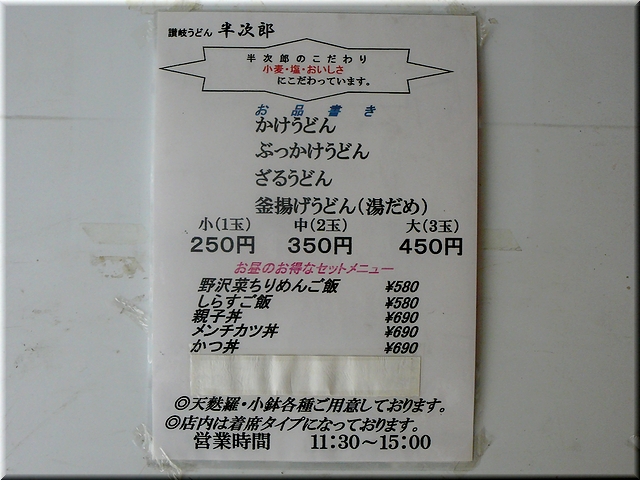 讃岐うどん 半次郎
半次郎のこだわり
小麦・塩・おいしさ
にこだわっています。
お品書き
かけうどん
ぶっかけうどん
ざるうどん
釜揚げうどん(湯だめ)
小(1玉) 中(2玉) 大(3玉)
250円 350円 450円
お昼のお得なセットメニュー
野沢菜ちりめんご飯 ¥580
しらすご飯 ¥580
親子丼 ¥690
メンチカツ丼 ¥690
かつ丼 ¥690
◎天麩羅・小鉢各種ご用意しております。
◎店内は着席タイプになっております。
営業時間 11:30～15:00